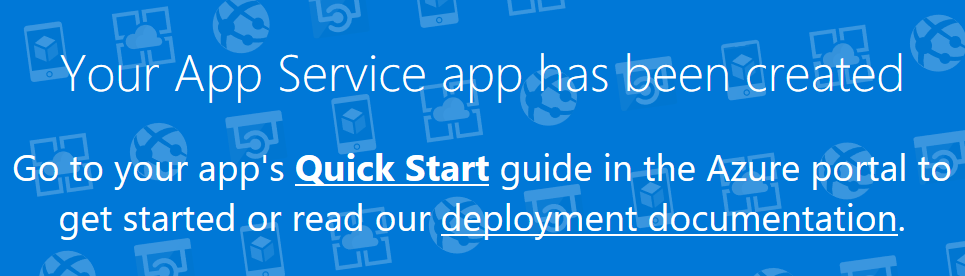 Your App Service app has been created
Go to your app's Quick Start guide in the Azure portal to
get started or read our deployment documentation.